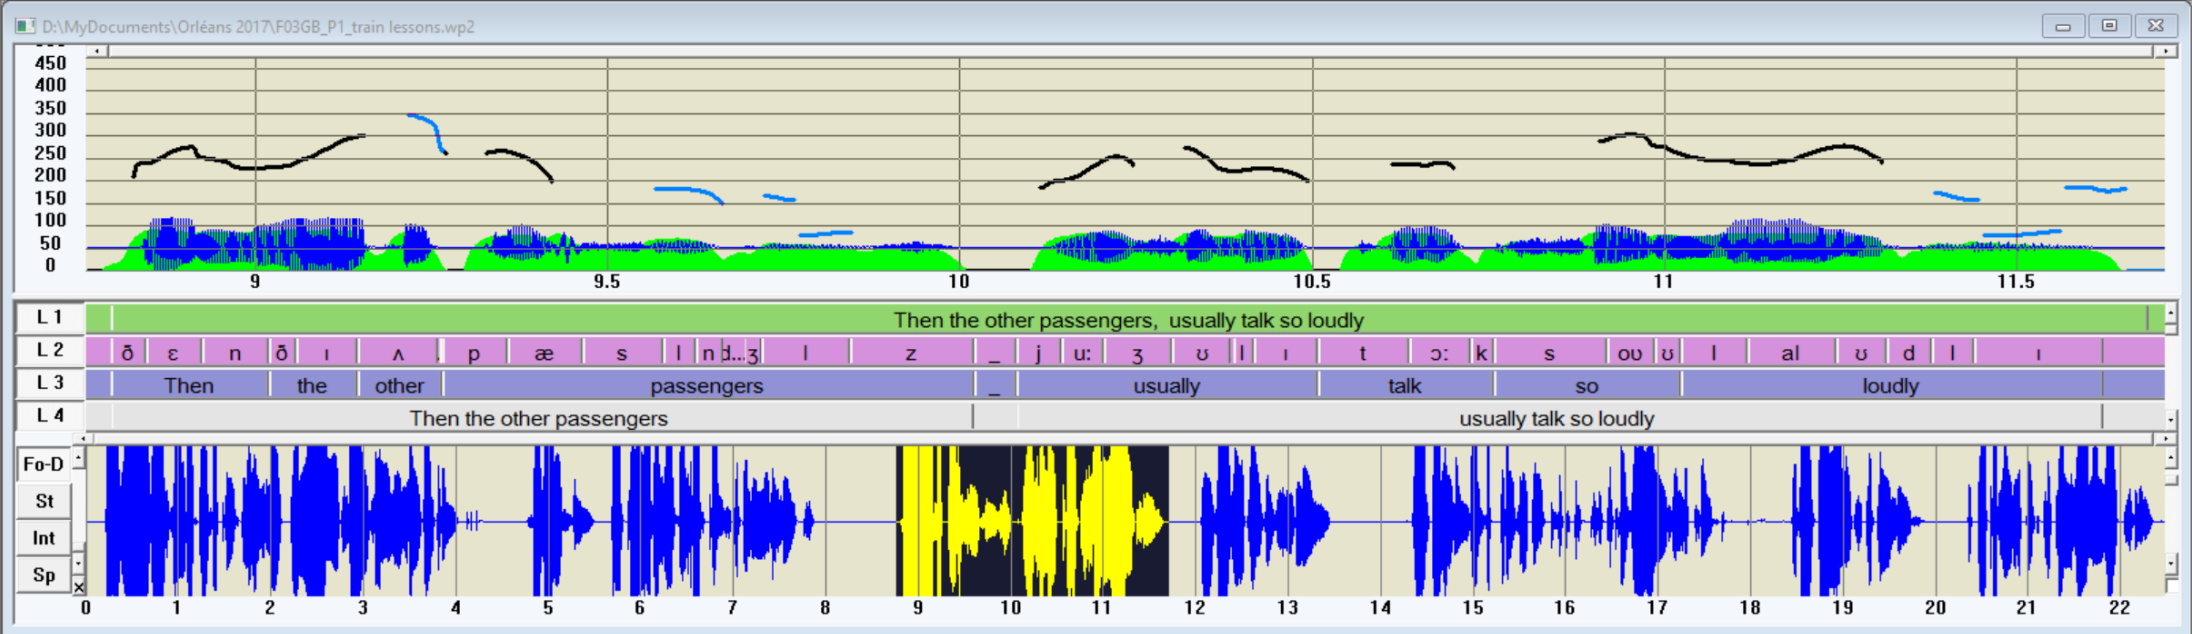 D:\MyDocuments\Orléans 2017\F03GB_P1_train lessons.wp2
450
400
350
300
250
200
150
100
50
0
9 9.5 10 10.5 11 11.5
L 1 Then the other passengers, usually talk so loudly
L 2 ð ɛ n ð ɪ ʌ p æ s l n d...ʒ l z _ j u: ʒ ʊ l ɪ t ɔ: k s oʊ ʊ l al ʊ d l ɪ
L 3 Then the other passengers _ usually talk so loudly
L 4 Then the other passengers usually talk so loudly
Fo-D
St
Int
Sp
0 1 2 3 4 5 6 7 8 9 10 11 12 13 14 15 16 17 18 19 20 21 22